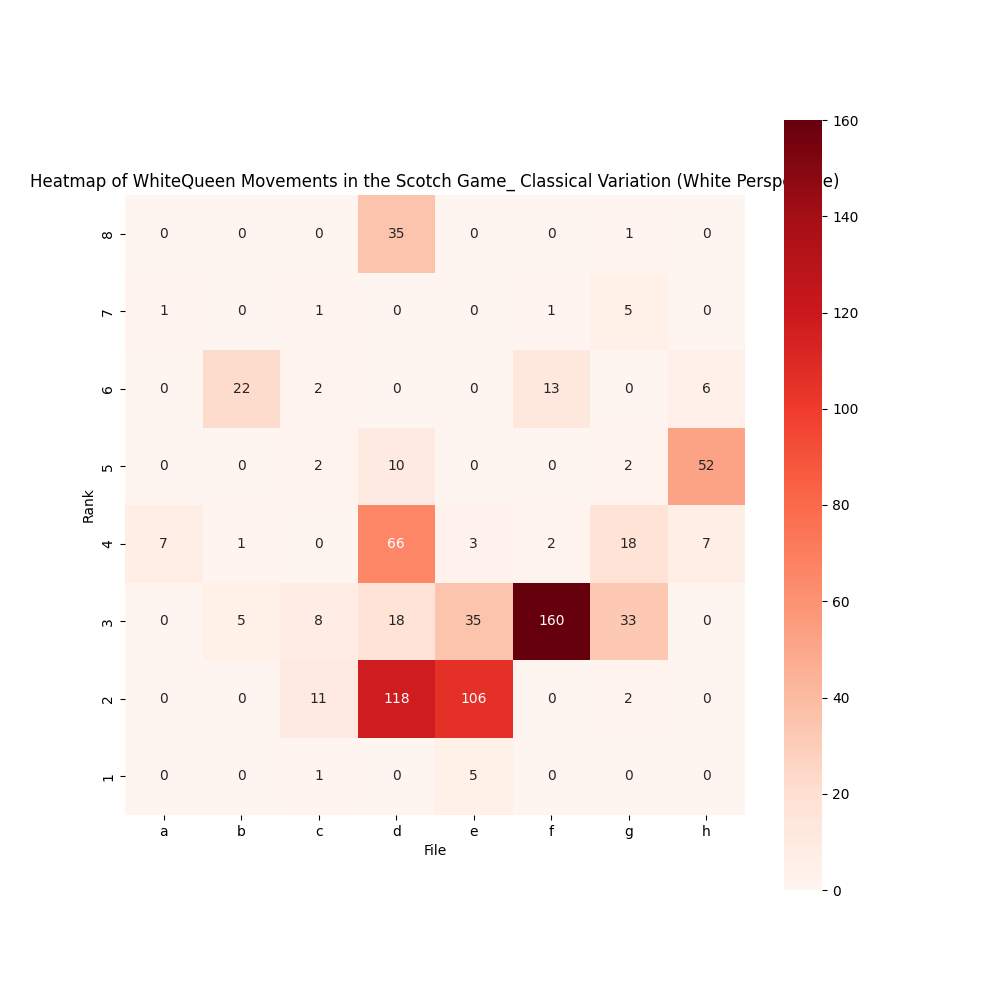 Heatmap of WhiteQueen Movements in the Scotch Game_ Classical Variation (White
160
140
120
100
80
60
40
20
0
8 0 0 0 35 0 0 1 0
7 1 0 1 0 0 1 5 0
6 0 22 2 0 0 13 0 6
5 0 0 2 10 0 0 2 52
Rank
4 7 1 0 66 3 2 18 7
3 0 5 8 18 35 160 33 0
2 0 0 11 118 106 0 2 0
1 0 0 1 0 5 0 0 0
a b c d e f g h
File